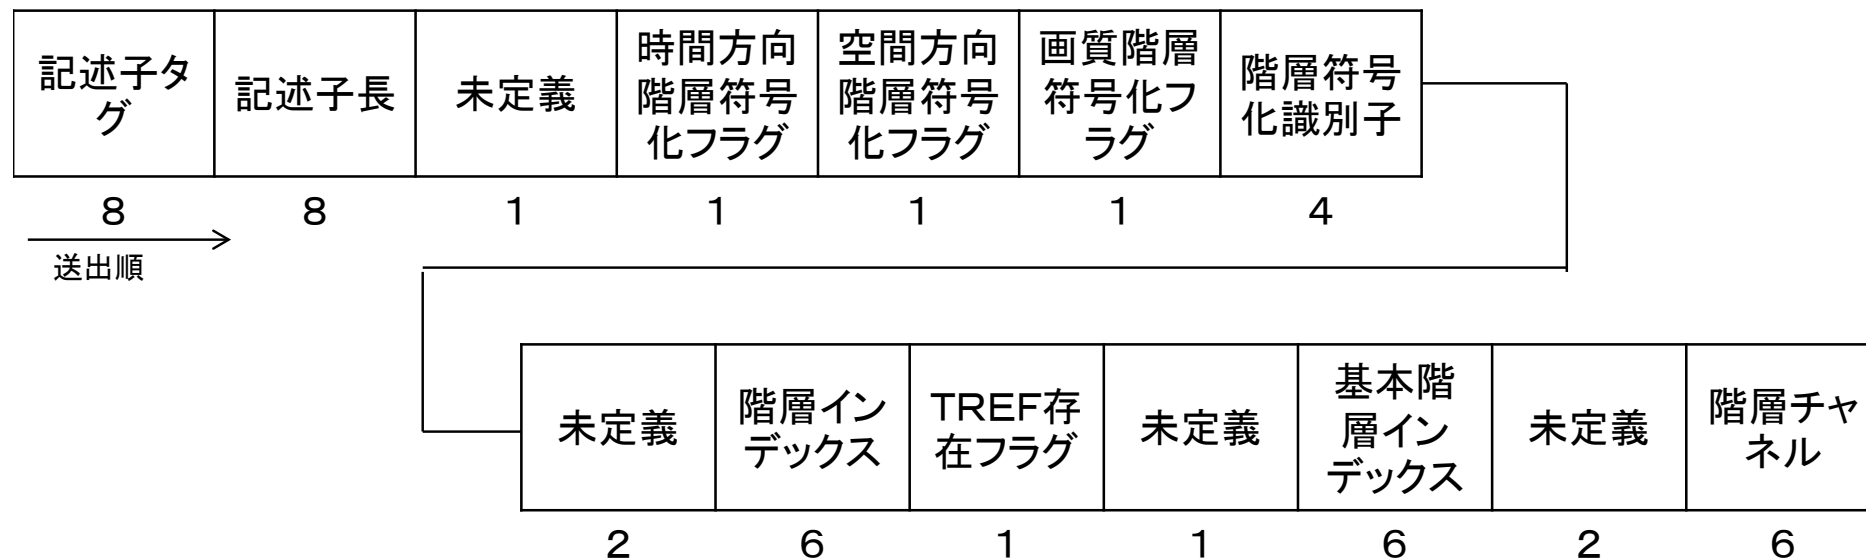 記述子タ
グ
記述子長
未定義
時間方向
階層符号
化フラグ
空間方向
階層符号
化フラグ
画質階層
符号化フ
ラグ
階層符号
化識別子
8
8
1
1
1
1
4
送出順
未定義
階層イン
デックス
TREF存
在フラグ
未定義
基本階
層イン
デックス
未定義
階層チャ
ネル
2
6
1
1
6
2
6